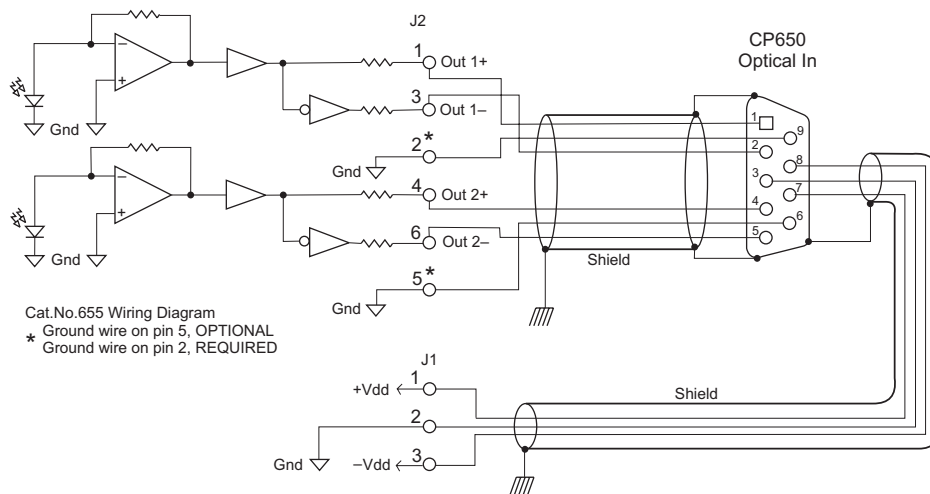 J2
CP650
Optical In
1 Out 1+
3 Out 1–
Gnd
2*
Gnd
4 Out 2+
6 Out 2–
Gnd
5*
Gnd
1
2
3
4
5
9
8
7
6
Shield
Cat.No.655 Wiring Diagram
* Ground wire on pin 5, OPTIONAL
Ground wire on pin 2, REQUIRED
J1
+Vdd 1
2
Gnd
–Vdd 3
Shield
– +
– +